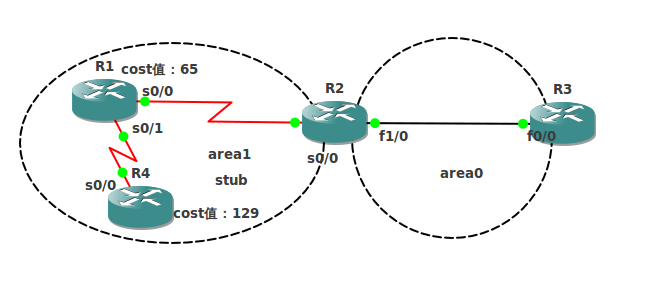 R1 cost值：65
s0/0
s0/1
R4
s0/0
cost值：129
area1
stub
R2
s0/0
f1/0
area0
R3
f0/0